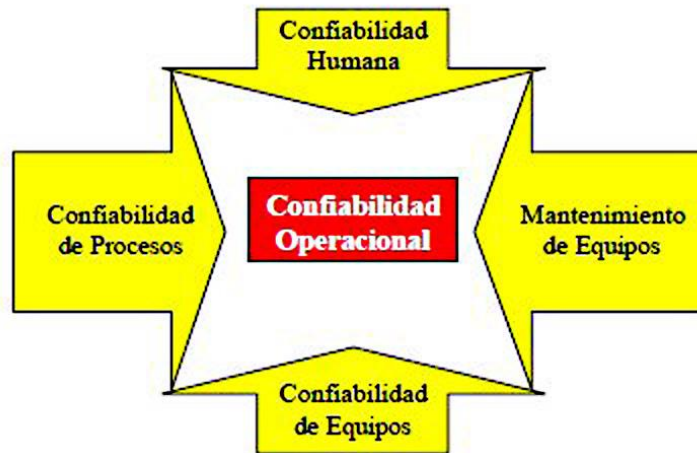 Confiabilidad
Humana
Confiabilidad
de Procesos
Confiabilidad
Operacional
Mantenimiento
de Equipos
Confiabilidad
de Equipos